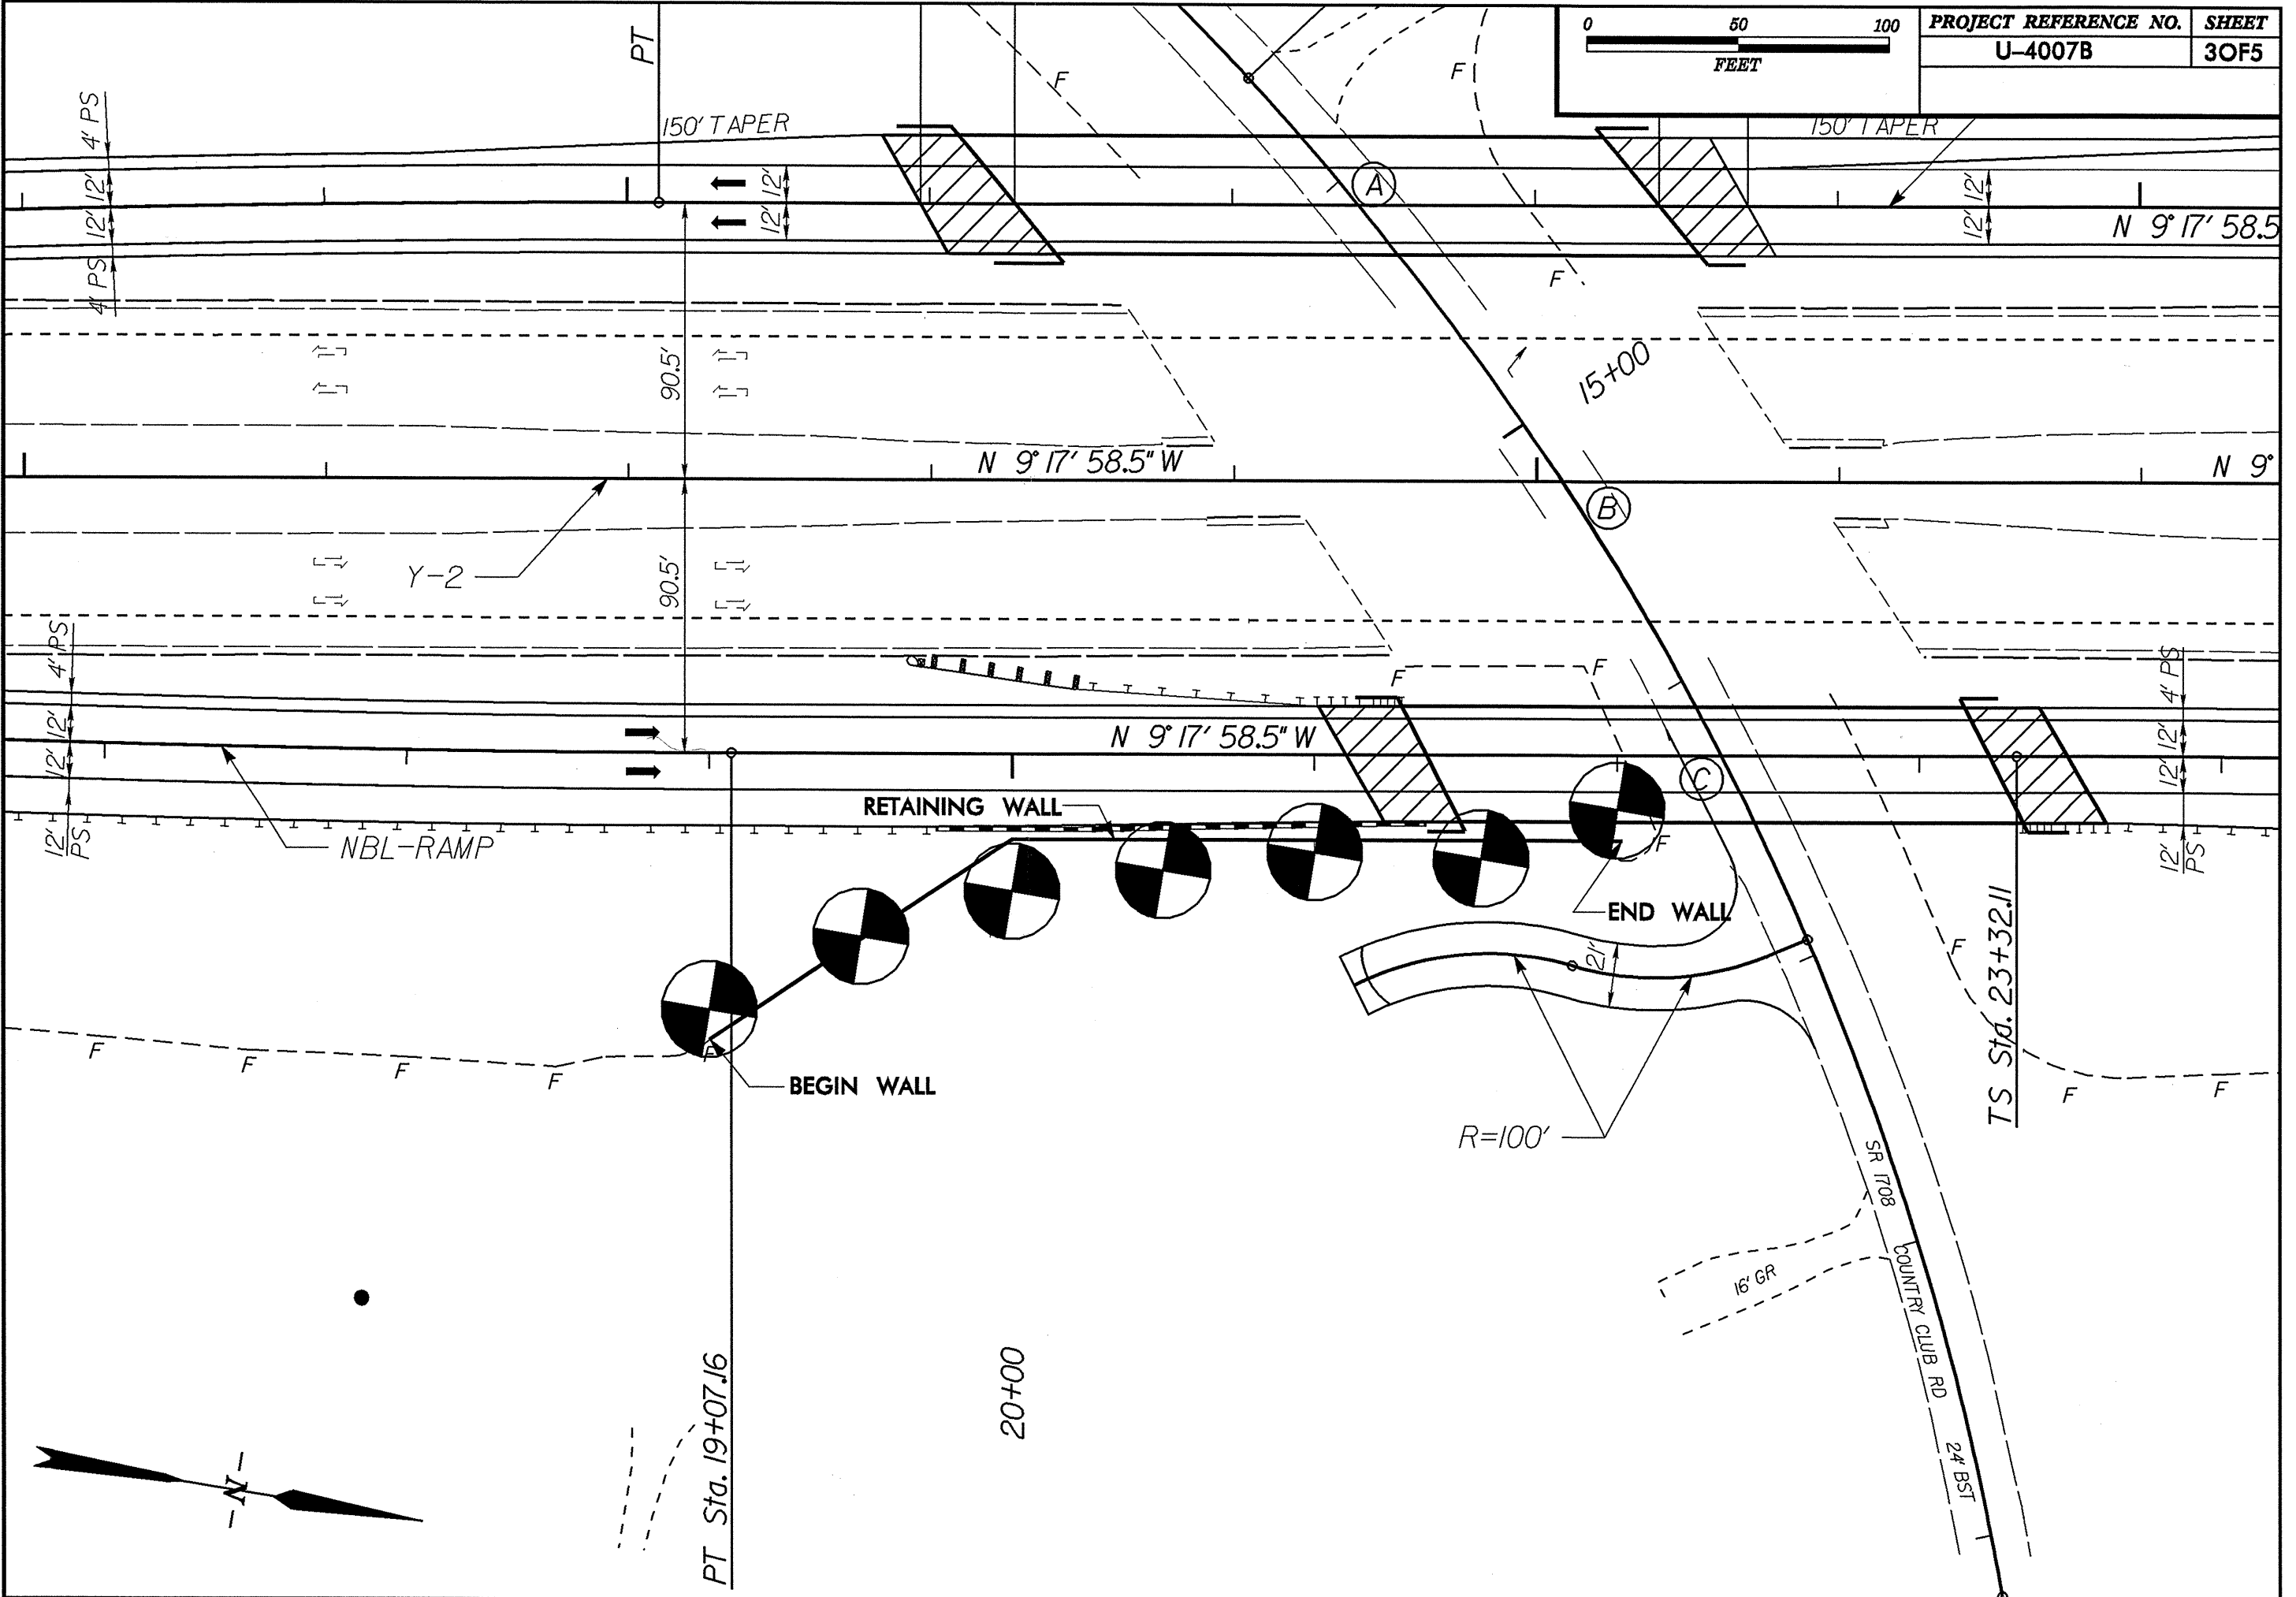 0 50 100
FEET
PROJECT REFERENCE NO. SHEET
U-4007B 3OF5
PT
F
F
4' PS
150' TAPER
150' TAPER
12'
12'
12'
12'
A
12'
12'
N 9° 17' 58.5
4' PS
F
90.5'
15+00
N 9° 17' 58.5" W
N 9°
B
Y-2
90.5'
4' PS
F
F
4' PS
12'
12'
N 9° 17' 58.5" W
12'
12'
C
RETAINING WALL
12' PS
NBL-RAMP
F
12' PS
END WALL
21'
F
TS Sta. 23+32.11
F
F
F
F
F
BEGIN WALL
F
F
R=100'
SR 1708
COUNTRY CLUB RD
24' BST
16' GR
PT Sta. 19+07.16
20+00
-N-